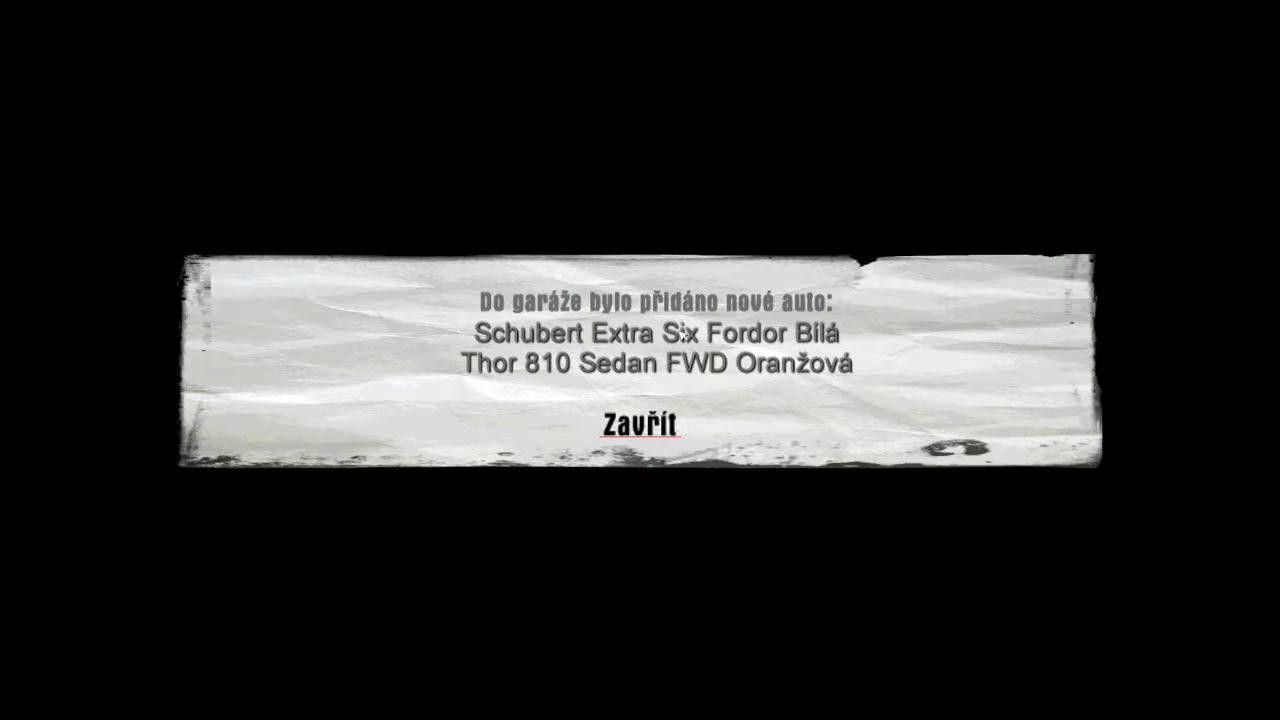 Do garáže bylo přidáno nové auto:
Schubert Extra Six Fordor Bílá
Thor 810 Sedan FWD Oranžová
Zavřít